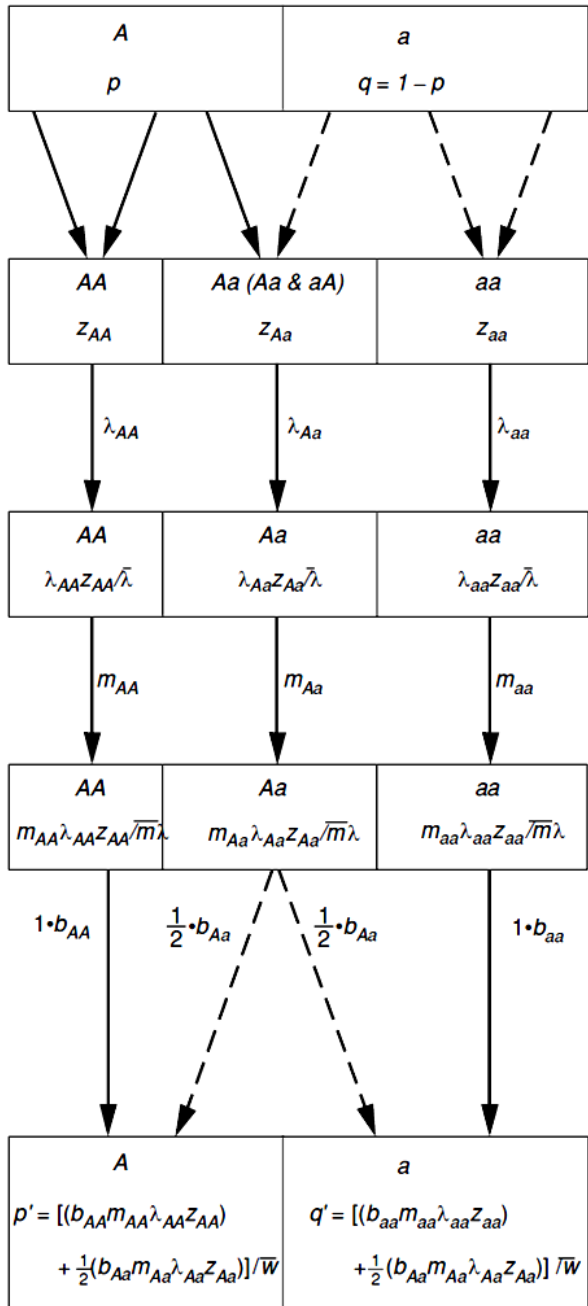 A a
p q = 1 – p
AA Aa (Aa & aA) aa
z_AA z_Aa z_aa
λ_AA λ_Aa λ_aa
AA Aa aa
λ_AA z_AA/λ̄ λ_Aa z_Aa/λ̄ λ_aa z_aa/λ̄
m_AA m_Aa m_aa
AA Aa aa
m_AA λ_AA z_AA/m̄λ̄ m_Aa λ_Aa z_Aa/m̄λ m_aa λ_aa z_aa/m̄λ
1•b_AA ½•b_Aa ½•b_Aa 1•b_aa
A a
p' = [(b_AA m_AA λ_AA z_AA) q' = [(b_aa m_aa λ_aa z_aa)
+ ½(b_Aa m_Aa λ_Aa z_Aa)]/w̄ + ½(b_Aa m_Aa λ_Aa z_Aa)]/w̄